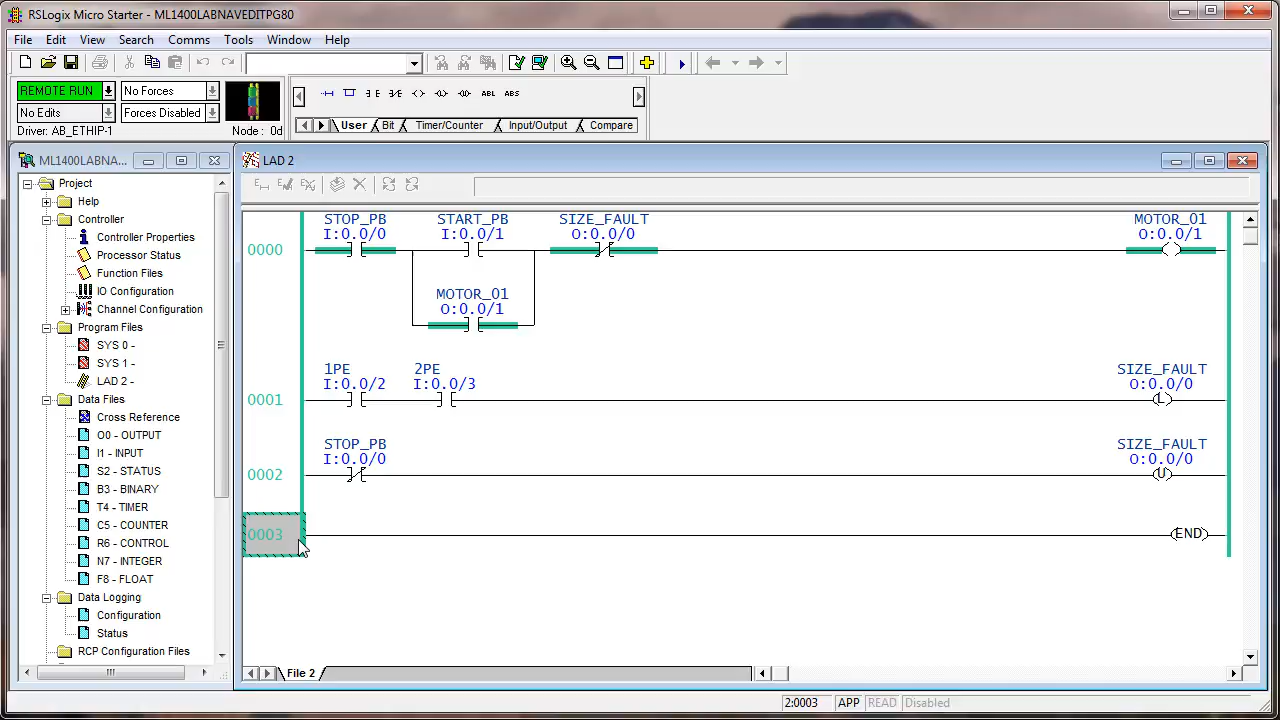 RSLogix Micro Starter - ML1400LABNAVEDITPG80
File Edit View Search Comms Tools Window Help
REMOTE RUN No Forces
No Edits Forces Disabled
Driver: AB_ETHIP-1 Node : 0d
ABL ABS
User Bit Timer/Counter Input/Output Compare
ML1400LABNA...
Project
Help
Controller
Controller Properties
Processor Status
Function Files
IO Configuration
Channel Configuration
Program Files
SYS 0 -
SYS 1 -
LAD 2 -
Data Files
Cross Reference
O0 - OUTPUT
I1 - INPUT
S2 - STATUS
B3 - BINARY
T4 - TIMER
C5 - COUNTER
R6 - CONTROL
N7 - INTEGER
F8 - FLOAT
Data Logging
Configuration
Status
RCP Configuration Files
LAD 2
STOP_PB START_PB SIZE_FAULT MOTOR_01
I:0.0/0 I:0.0/1 O:0.0/0 O:0.0/1
0000
MOTOR_01
O:0.0/1
1PE 2PE SIZE_FAULT
I:0.0/2 I:0.0/3 O:0.0/0
0001 L
STOP_PB SIZE_FAULT
I:0.0/0 O:0.0/0
0002 U
0003 END
File 2
2:0003 APP READ Disabled